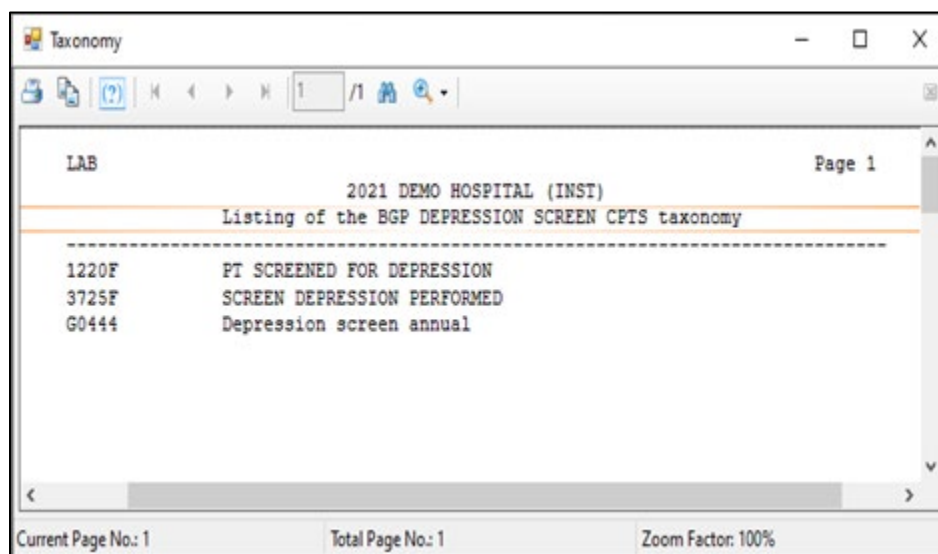 Taxonomy
(?) 1 /1
LAB Page 1
2021 DEMO HOSPITAL (INST)
Listing of the BGP DEPRESSION SCREEN CPTS taxonomy
--------------------------------------------------------------------------------
1220F PT SCREENED FOR DEPRESSION
3725F SCREEN DEPRESSION PERFORMED
G0444 Depression screen annual
Current Page No.: 1 Total Page No.: 1 Zoom Factor: 100%